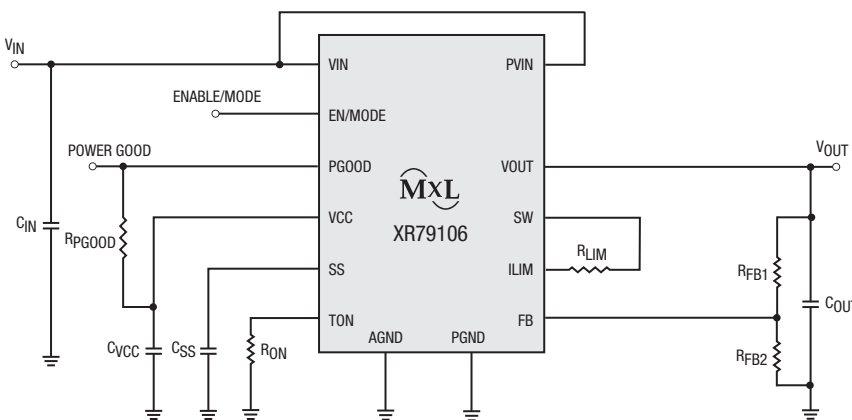 VIN
ENABLE/MODE
POWER GOOD
CIN
RPGOOD
CVCC
CSS
RON
VIN
EN/MODE
PGOOD
VCC
SS
TON
AGND
PGND
MxL
XR79106
PVIN
VOUT
SW
ILIM
FB
RLIM
VOUT
RFB1
RFB2
COUT